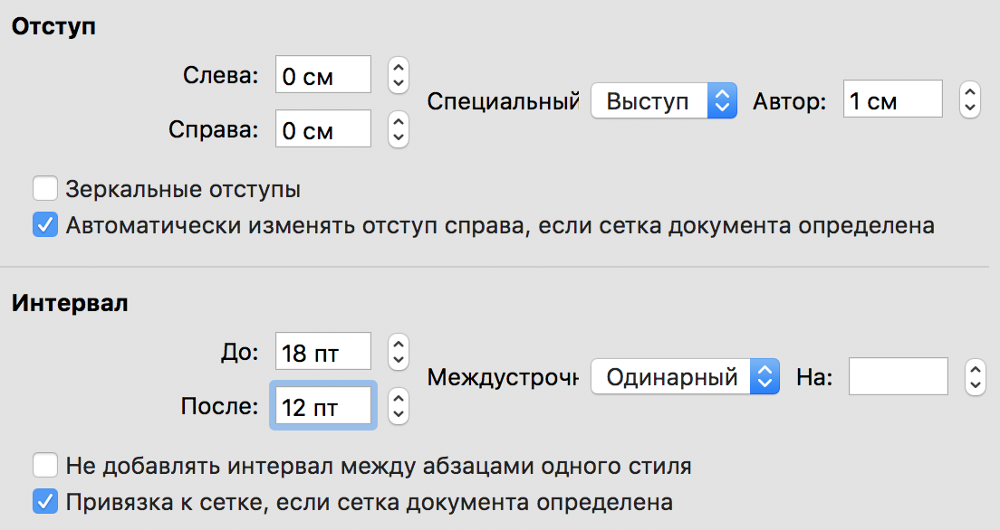 Отступ
Слева: 0 см
Специальный Выступ Автор: 1 см
Справа: 0 см
Зеркальные отступы
Автоматически изменять отступ справа, если сетка документа определена
Интервал
До: 18 пт
Междустрочн Одинарный На:
После: 12 пт
Не добавлять интервал между абзацами одного стиля
Привязка к сетке, если сетка документа определена